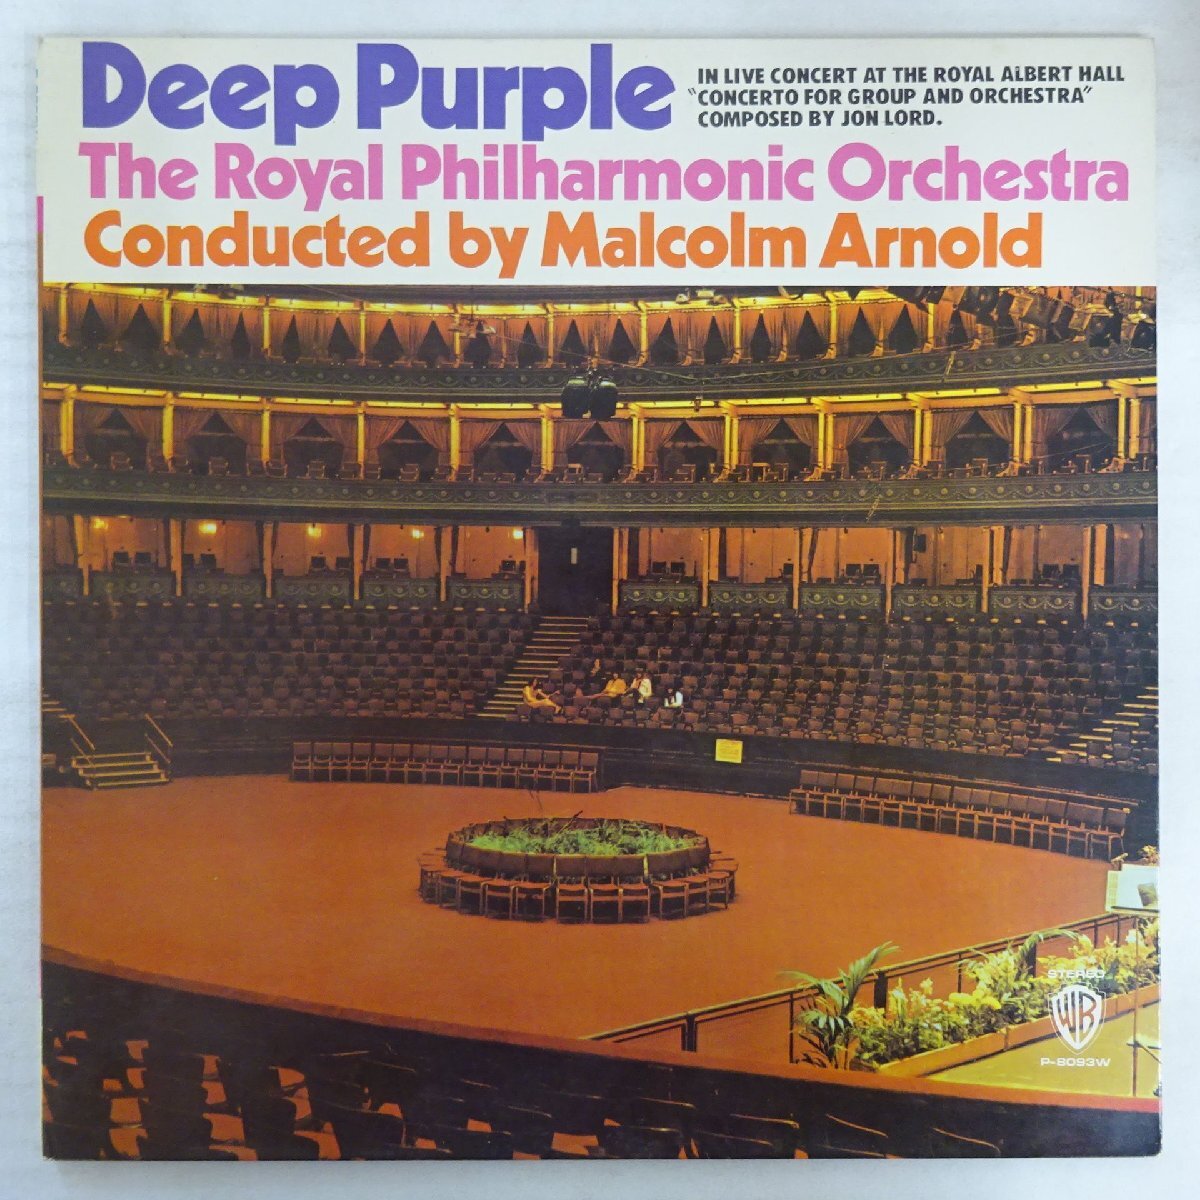 Deep Purple
IN LIVE CONCERT AT THE ROYAL ALBERT HALL
"CONCERTO FOR GROUP AND ORCHESTRA"
COMPOSED BY JON LORD.
The Royal Philharmonic Orchestra
Conducted by Malcolm Arnold
STEREO
WB
P-8093W